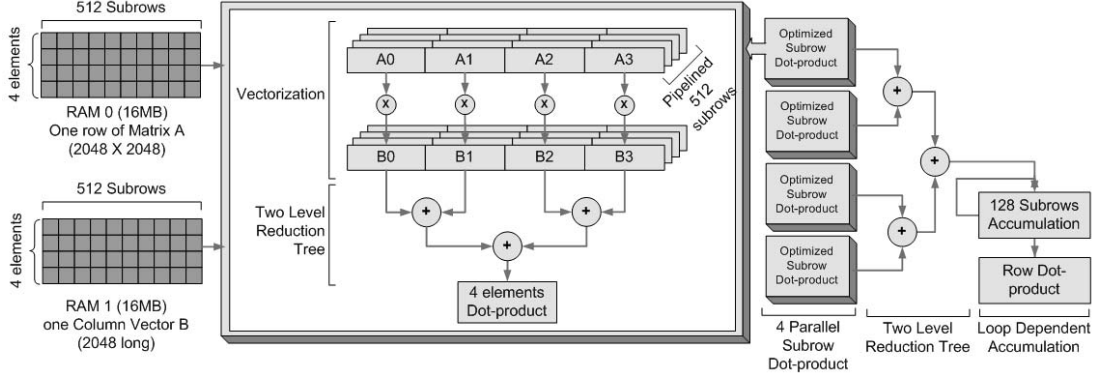 512 Subrows
4 elements
RAM 0 (16MB)
One row of Matrix A
(2048 X 2048)
512 Subrows
4 elements
RAM 1 (16MB)
one Column Vector B
(2048 long)
Vectorization
A0 A1 A2 A3
x x x x
Pipelined
512
subrows
B0 B1 B2 B3
Two Level
Reduction
Tree
+ +
+
4 elements
Dot-product
Optimized
Subrow
Dot-product
Optimized
Subrow
Dot-product
Optimized
Subrow
Dot-product
Optimized
Subrow
Dot-product
+
+
+
128 Subrows
Accumulation
Row Dot-
product
4 Parallel
Subrow
Dot-product
Two Level
Reduction Tree
Loop Dependent
Accumulation